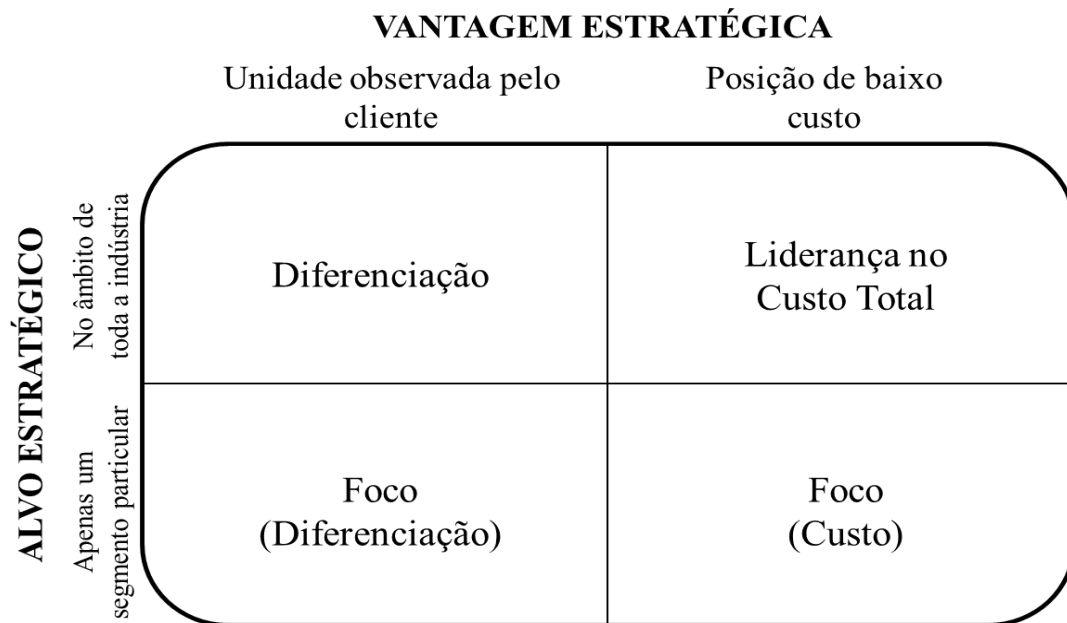 VANTAGEM ESTRATÉGICA
Unidade observada pelo
cliente
Posição de baixo
custo
ALVO ESTRATÉGICO
No âmbito de
toda a indústria
Diferenciação
Liderança no
Custo Total
Apenas um
segmento particular
Foco
(Diferenciação)
Foco
(Custo)